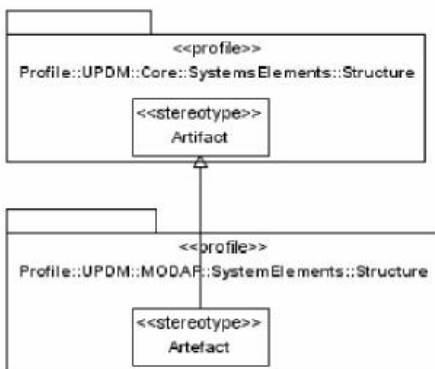 <<profile>>
Profile::UPDM::Core::SystemsElements::Structure
<<stereotype>>
Artifact
<<profile>>
Profile::UPDM::MODAF::SystemElements::Structure
<<stereotype>>
Artefact